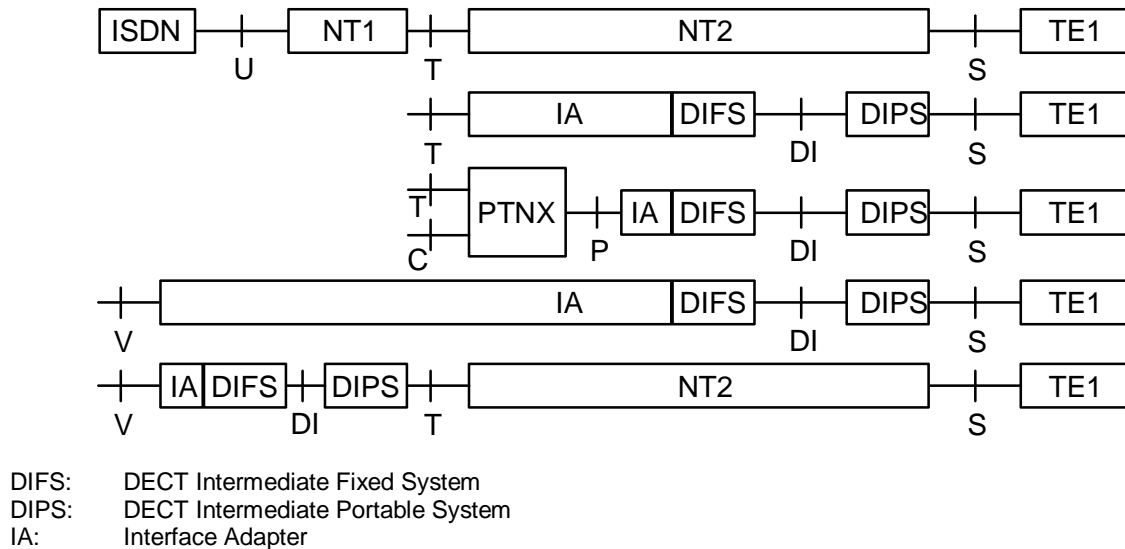 ISDN NT1 NT2 TE1
U T S
IA DIFS DIPS TE1
T DI S
T PTNX IA DIFS DIPS TE1
C P DI S
IA DIFS DIPS TE1
V DI S
IA DIFS DIPS NT2 TE1
V DI T S
DIFS: DECT Intermediate Fixed System
DIPS: DECT Intermediate Portable System
IA: Interface Adapter